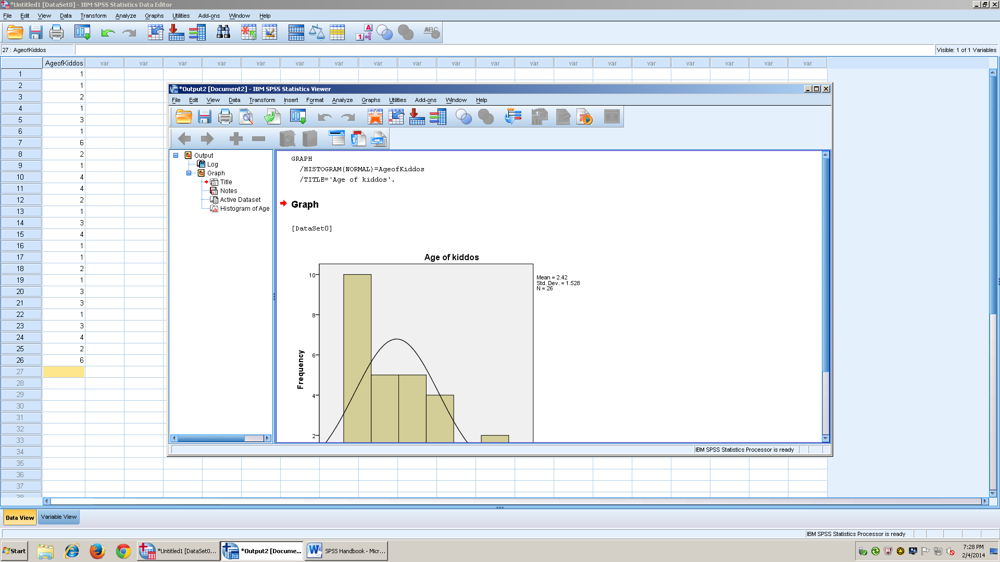 *Untitled1 [DataSet0] - IBM SPSS Statistics Data Editor
File Edit View Data Transform Analyze Graphs Utilities Add-ons Window Help
27 : AgeofKiddos
Visible: 1 of 1 Variables
AgeofKiddos var var var var var var var var var var var var var var var var var var var
1 1
2 1
3 2
4 1
5 3
6 1
7 6
8 2
9 1
10 4
11 4
12 2
13 1
14 3
15 4
16 1
17 1
18 2
19 1
20 3
21 3
22 1
23 3
24 4
25 2
26 6
27
28
29
30
31
32
33
34
35
36
37
38
*Output2 [Document2] - IBM SPSS Statistics Viewer
File Edit View Data Transform Insert Format Analyze Graphs Utilities Add-ons Window Help
Output
Log
Graph
Title
Notes
Active Dataset
Histogram of Age
GRAPH
/HISTOGRAM(NORMAL)=AgeofKiddos
/TITLE='Age of kiddos'.
Graph
[DataSet0]
Age of kiddos
Mean = 2.42
Std. Dev. = 1.528
N = 26
Frequency
10
8
6
4
2
IBM SPSS Statistics Processor is ready
Data View Variable View
IBM SPSS Statistics Processor is ready
Start
*Untitled1 [DataSet0...
*Output2 [Docume...
SPSS Handbook - Micr...
7:28 PM
2/4/2014